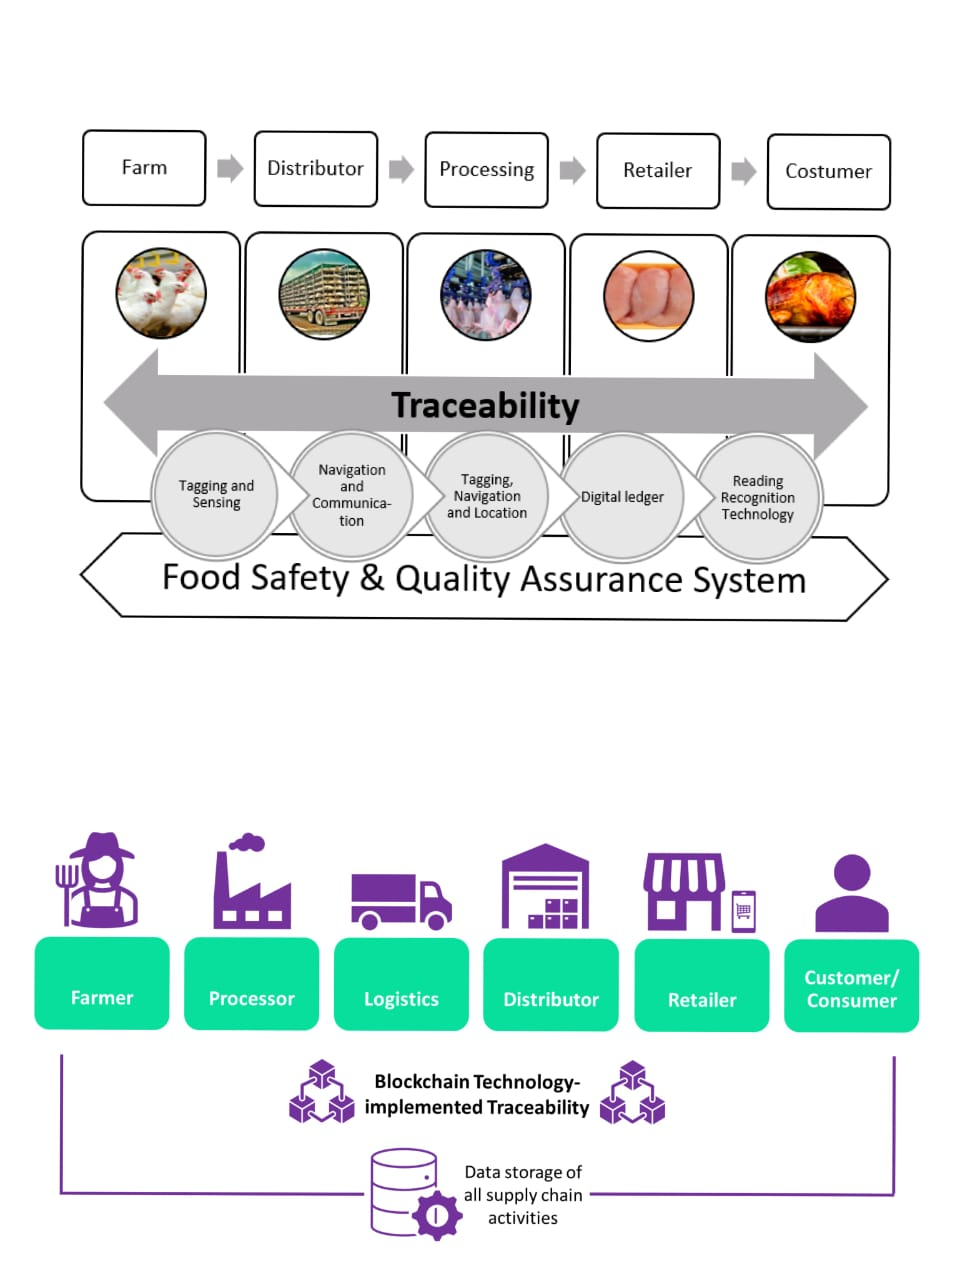 Farm
Distributor
Processing
Retailer
Costumer
Traceability
Tagging and
Sensing
Navigation
and
Communica-
tion
Tagging,
Navigation
and Location
Digital ledger
Reading
Recognition
Technology
Food Safety & Quality Assurance System
Farmer
Processor
Logistics
Distributor
Retailer
Customer/
Consumer
Blockchain Technology-
implemented Traceability
Data storage of
all supply chain
activities